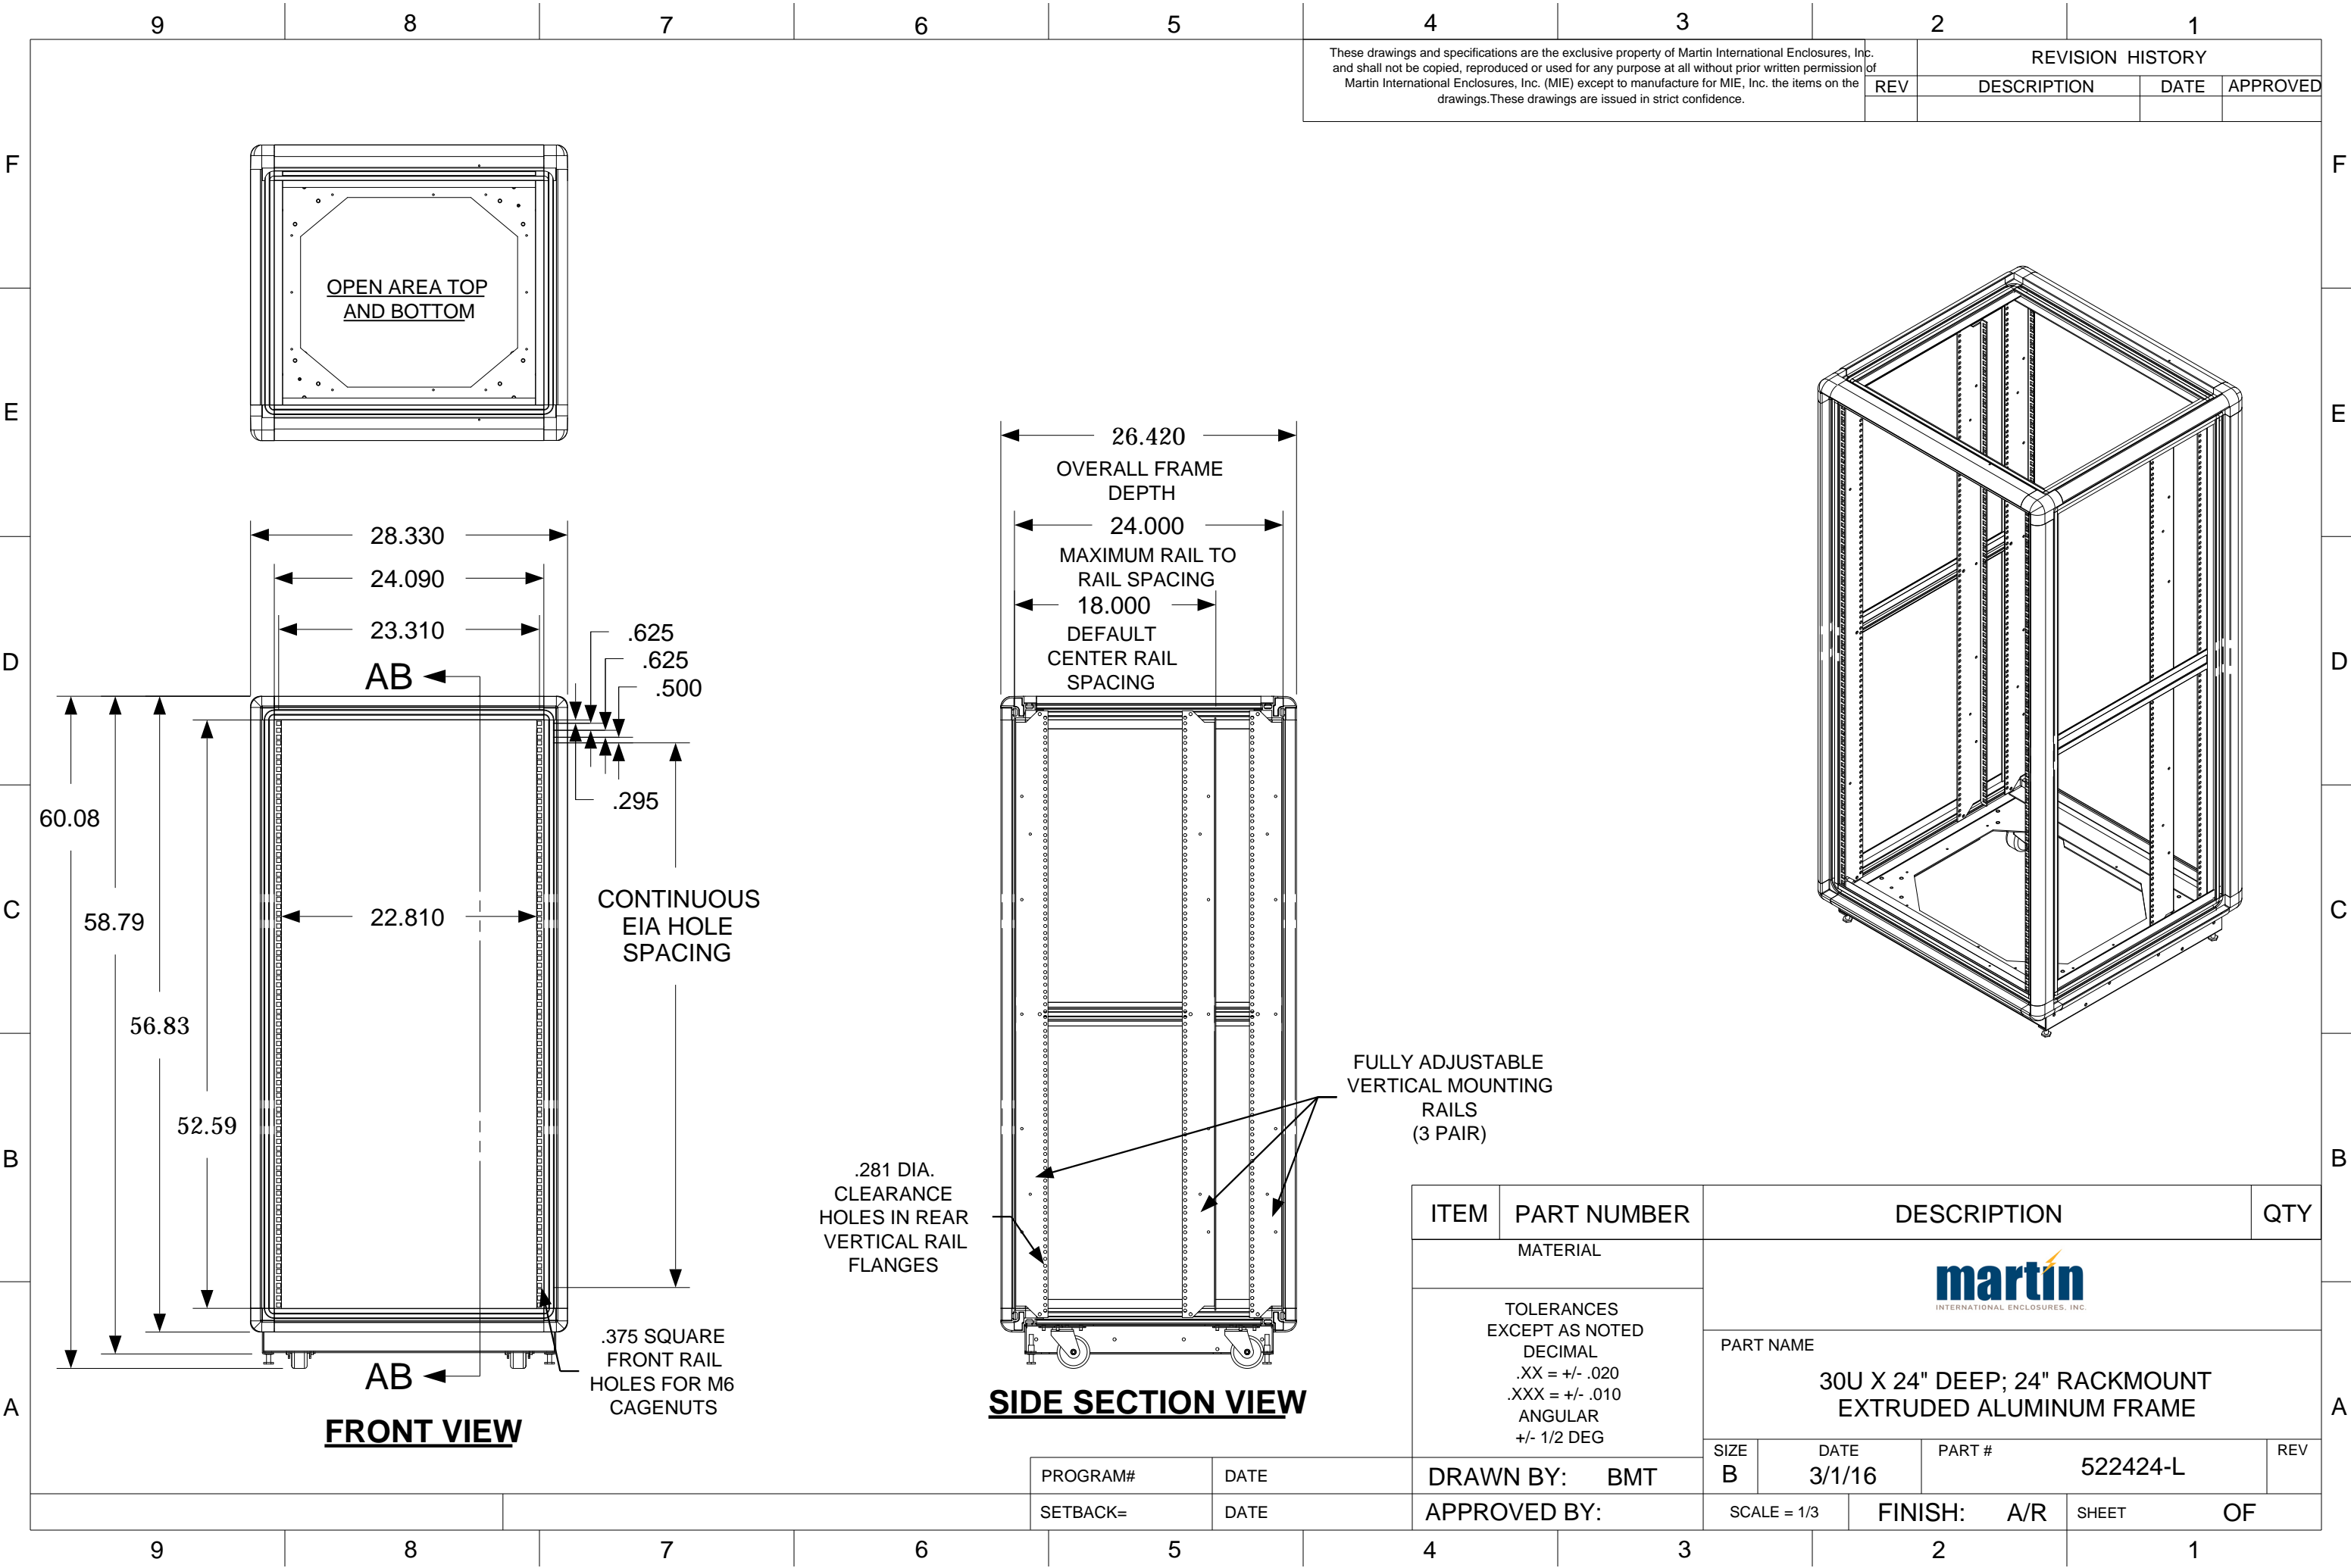 9 8 7 6 5 4 3 2 1
These drawings and specifications are the exclusive property of Martin International Enclosures, Inc.
and shall not be copied, reproduced or used for any purpose at all without prior written permission of
Martin International Enclosures, Inc. (MIE) except to manufacture for MIE, Inc. the items on the
drawings.These drawings are issued in strict confidence.
REVISION HISTORY
REV DESCRIPTION DATE APPROVED
F F
OPEN AREA TOP
AND BOTTOM
E E
26.420
OVERALL FRAME
DEPTH
24.000
MAXIMUM RAIL TO
RAIL SPACING
18.000
DEFAULT
CENTER RAIL
SPACING
28.330
24.090
23.310
.625
.625
.500
.295
D D
AB
60.08
58.79
56.83
52.59
22.810
CONTINUOUS
EIA HOLE
SPACING
C C
FULLY ADJUSTABLE
VERTICAL MOUNTING
RAILS
(3 PAIR)
B B
.281 DIA.
CLEARANCE
HOLES IN REAR
VERTICAL RAIL
FLANGES
.375 SQUARE
FRONT RAIL
HOLES FOR M6
CAGENUTS
AB
FRONT VIEW
SIDE SECTION VIEW
A A
ITEM PART NUMBER DESCRIPTION QTY
MATERIAL
martin
INTERNATIONAL ENCLOSURES, INC.
TOLERANCES
EXCEPT AS NOTED
DECIMAL
.XX = +/- .020
.XXX = +/- .010
ANGULAR
+/- 1/2 DEG
PART NAME
30U X 24" DEEP; 24" RACKMOUNT
EXTRUDED ALUMINUM FRAME
SIZE DATE PART # REV
B 3/1/16 522424-L
PROGRAM# DATE
DRAWN BY: BMT
SETBACK= DATE
APPROVED BY:
SCALE = 1/3 FINISH: A/R SHEET OF
9 8 7 6 5 4 3 2 1